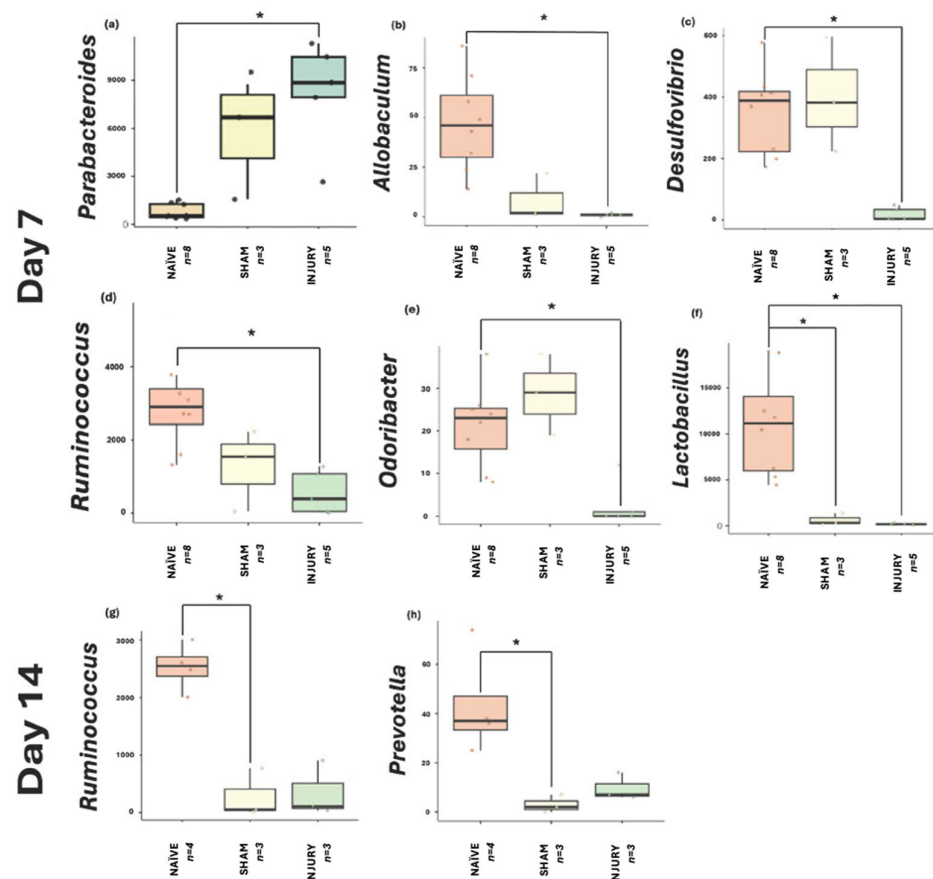 Day 7
(a)
*
Parabacteroides
9000
6000
3000
0
NAÏVE n=8
SHAM n=3
INJURY n=5
(b)
*
Allobaculum
75
50
25
0
NAÏVE n=8
SHAM n=3
INJURY n=5
(c)
*
Desulfovibrio
600
400
200
0
NAÏVE n=8
SHAM n=3
INJURY n=5
(d)
*
Ruminococcus
4000
2000
0
NAÏVE n=8
SHAM n=3
INJURY n=5
(e)
*
Odoribacter
30
20
10
0
NAÏVE n=8
SHAM n=3
INJURY n=5
(f)
*
*
Lactobacillus
15000
10000
5000
0
NAÏVE n=8
SHAM n=3
INJURY n=5
Day 14
(g)
*
Ruminococcus
3000
2000
1000
0
NAÏVE n=4
SHAM n=3
INJURY n=3
(h)
*
Prevotella
60
40
20
0
NAÏVE n=4
SHAM n=3
INJURY n=3